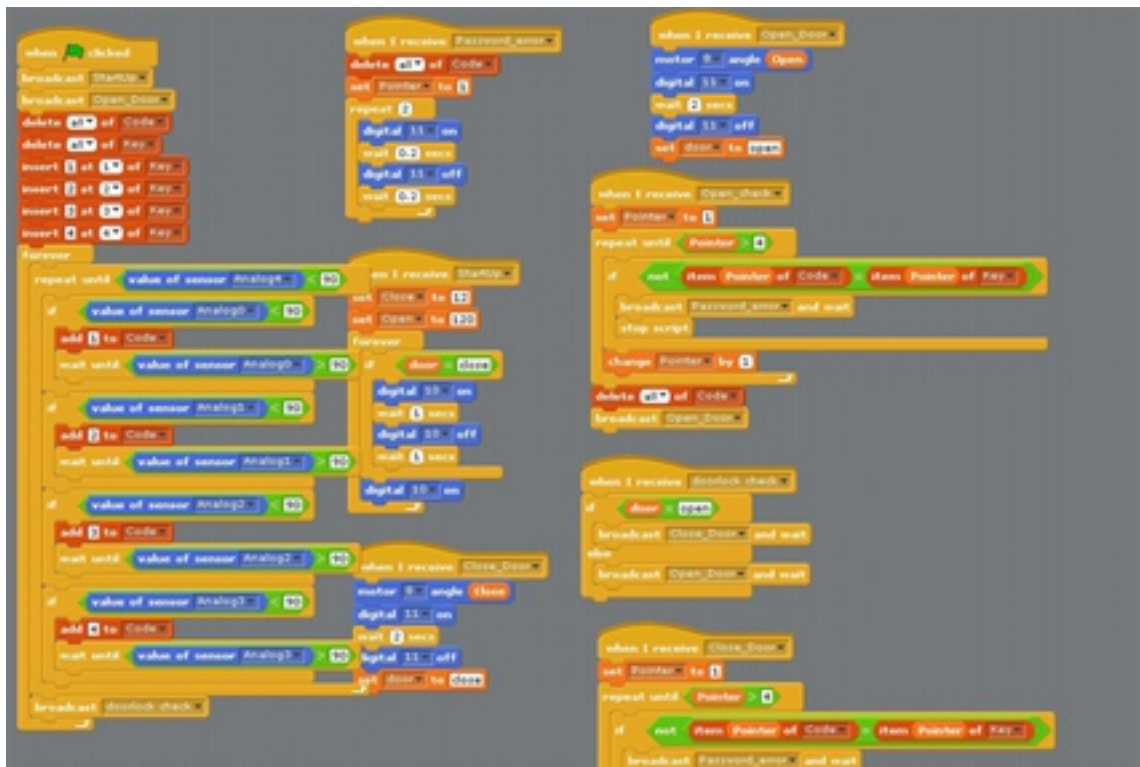 when clicked
broadcast StartUp
broadcast Open_Door
delete all of Code
delete all of Key
insert 1 at 1 of Key
insert 2 at 2 of Key
insert 3 at 3 of Key
insert 4 at 4 of Key
forever
repeat until value of sensor Analog4 < 90
if value of sensor Analog0 < 90
add 1 to Code
wait until value of sensor Analog0 > 90
if value of sensor Analog1 < 90
add 2 to Code
wait until value of sensor Analog1 > 90
if value of sensor Analog2 < 90
add 3 to Code
wait until value of sensor Analog2 > 90
if value of sensor Analog3 < 90
add 4 to Code
wait until value of sensor Analog3 > 90
broadcast doorlock check
when I receive Password_error
delete all of Code
set Pointer to 1
repeat 2
digital 11 on
wait 0.2 secs
digital 11 off
wait 0.2 secs
I receive StartUp
set Close to 12
set Open to 120
forever
if door = close
digital 10 on
wait 1 secs
digital 10 off
wait 1 secs
digital 10 on
when I receive Close_Door
motor 8 angle Close
digital 11 on
wait 2 secs
digital 11 off
set door to close
when I receive Open_Door
motor 8 angle Open
digital 11 on
wait 2 secs
digital 11 off
set door to open
when I receive Open_check
set Pointer to 1
repeat until Pointer > 4
if not item Pointer of Code = item Pointer of Key
broadcast Password_error and wait
stop script
change Pointer by 1
delete all of Code
broadcast Open_Door
when I receive doorlock check
if door = open
broadcast Close_Door and wait
else
broadcast Open_Door and wait
when I receive Close_Door
set Pointer to 1
repeat until Pointer > 4
if not item Pointer of Code = item Pointer of Key
broadcast Password_error and wait